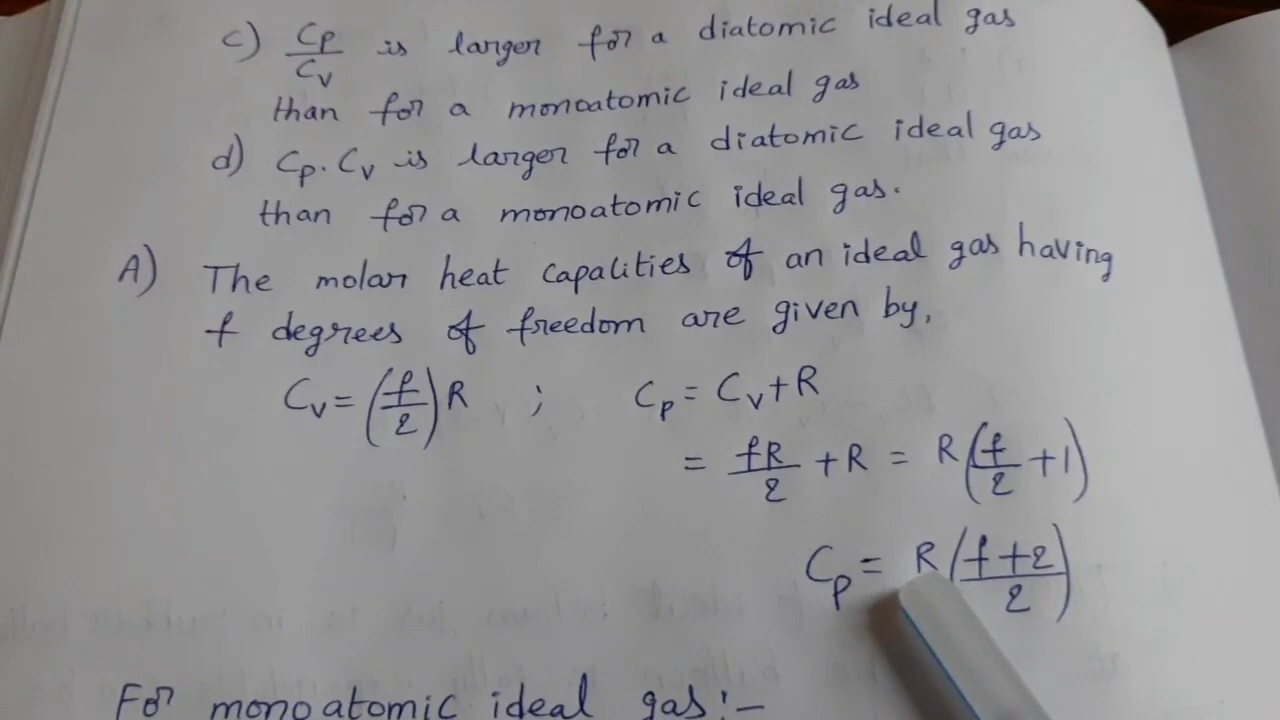 c) Cp/Cv is larger for a diatomic ideal gas
than for a monoatomic ideal gas
d) Cp.Cv is larger for a diatomic ideal gas
than for a monoatomic ideal gas.
A) The molar heat capalities of an ideal gas having
f degrees of freedom are given by,
Cv = (f/2) R ; Cp = Cv + R
= fR/2 + R = R(f/2 + 1)
Cp = R(f+2/2)
For monoatomic ideal gas:-